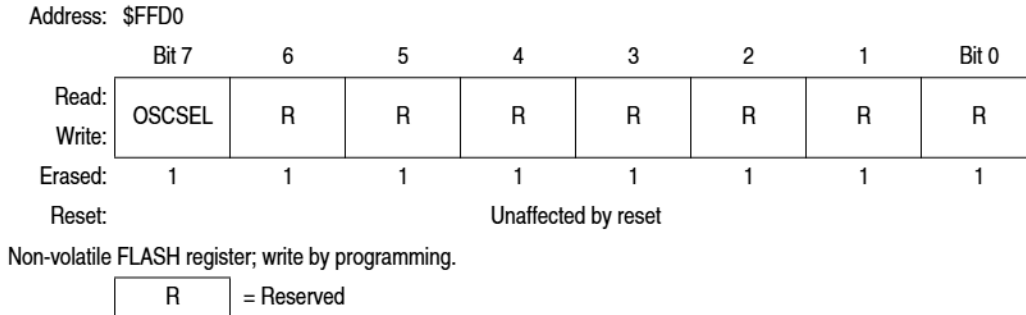 Address: $FFD0
Bit 7 6 5 4 3 2 1 Bit 0
Read:
OSCSEL R R R R R R R
Write:
Erased: 1 1 1 1 1 1 1 1
Reset: Unaffected by reset
Non-volatile FLASH register; write by programming.
R = Reserved